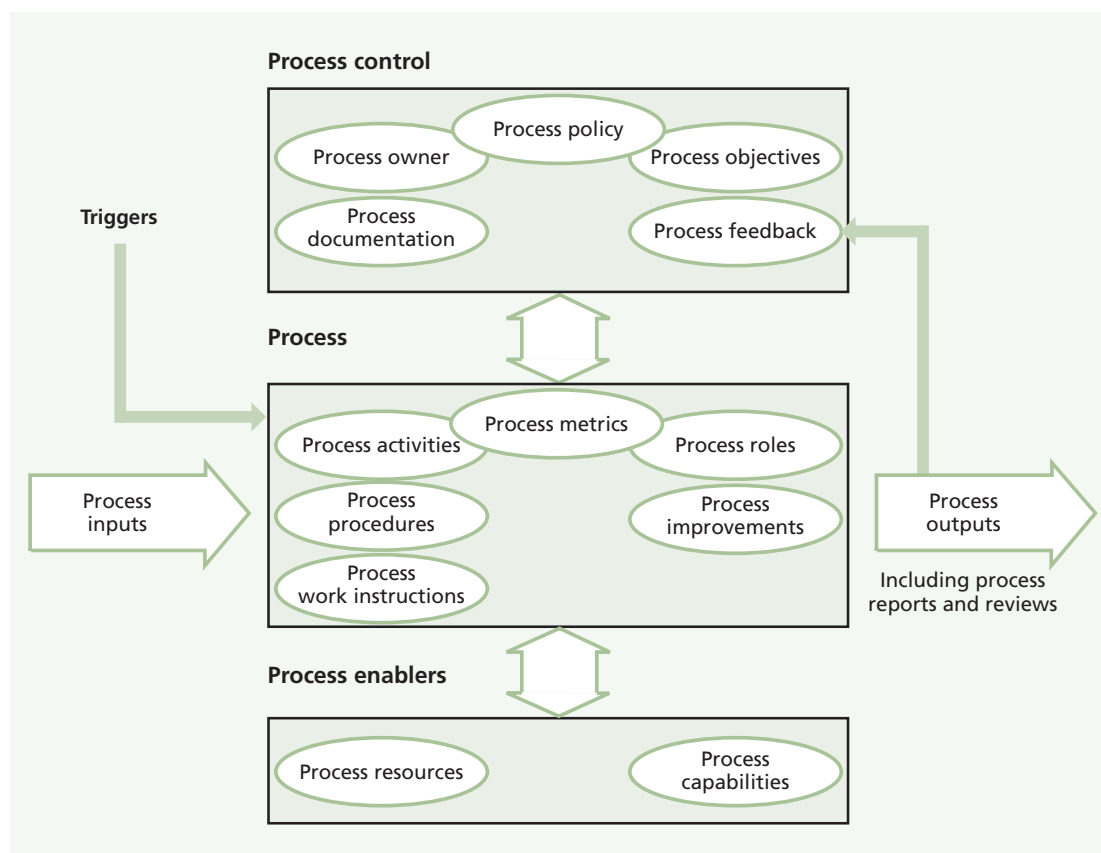 Process control
Process policy
Process owner
Process objectives
Process
documentation
Process feedback
Triggers
Process
Process metrics
Process activities
Process roles
Process
inputs
Process
procedures
Process
improvements
Process
outputs
Process
work instructions
Including process
reports and reviews
Process enablers
Process resources
Process
capabilities